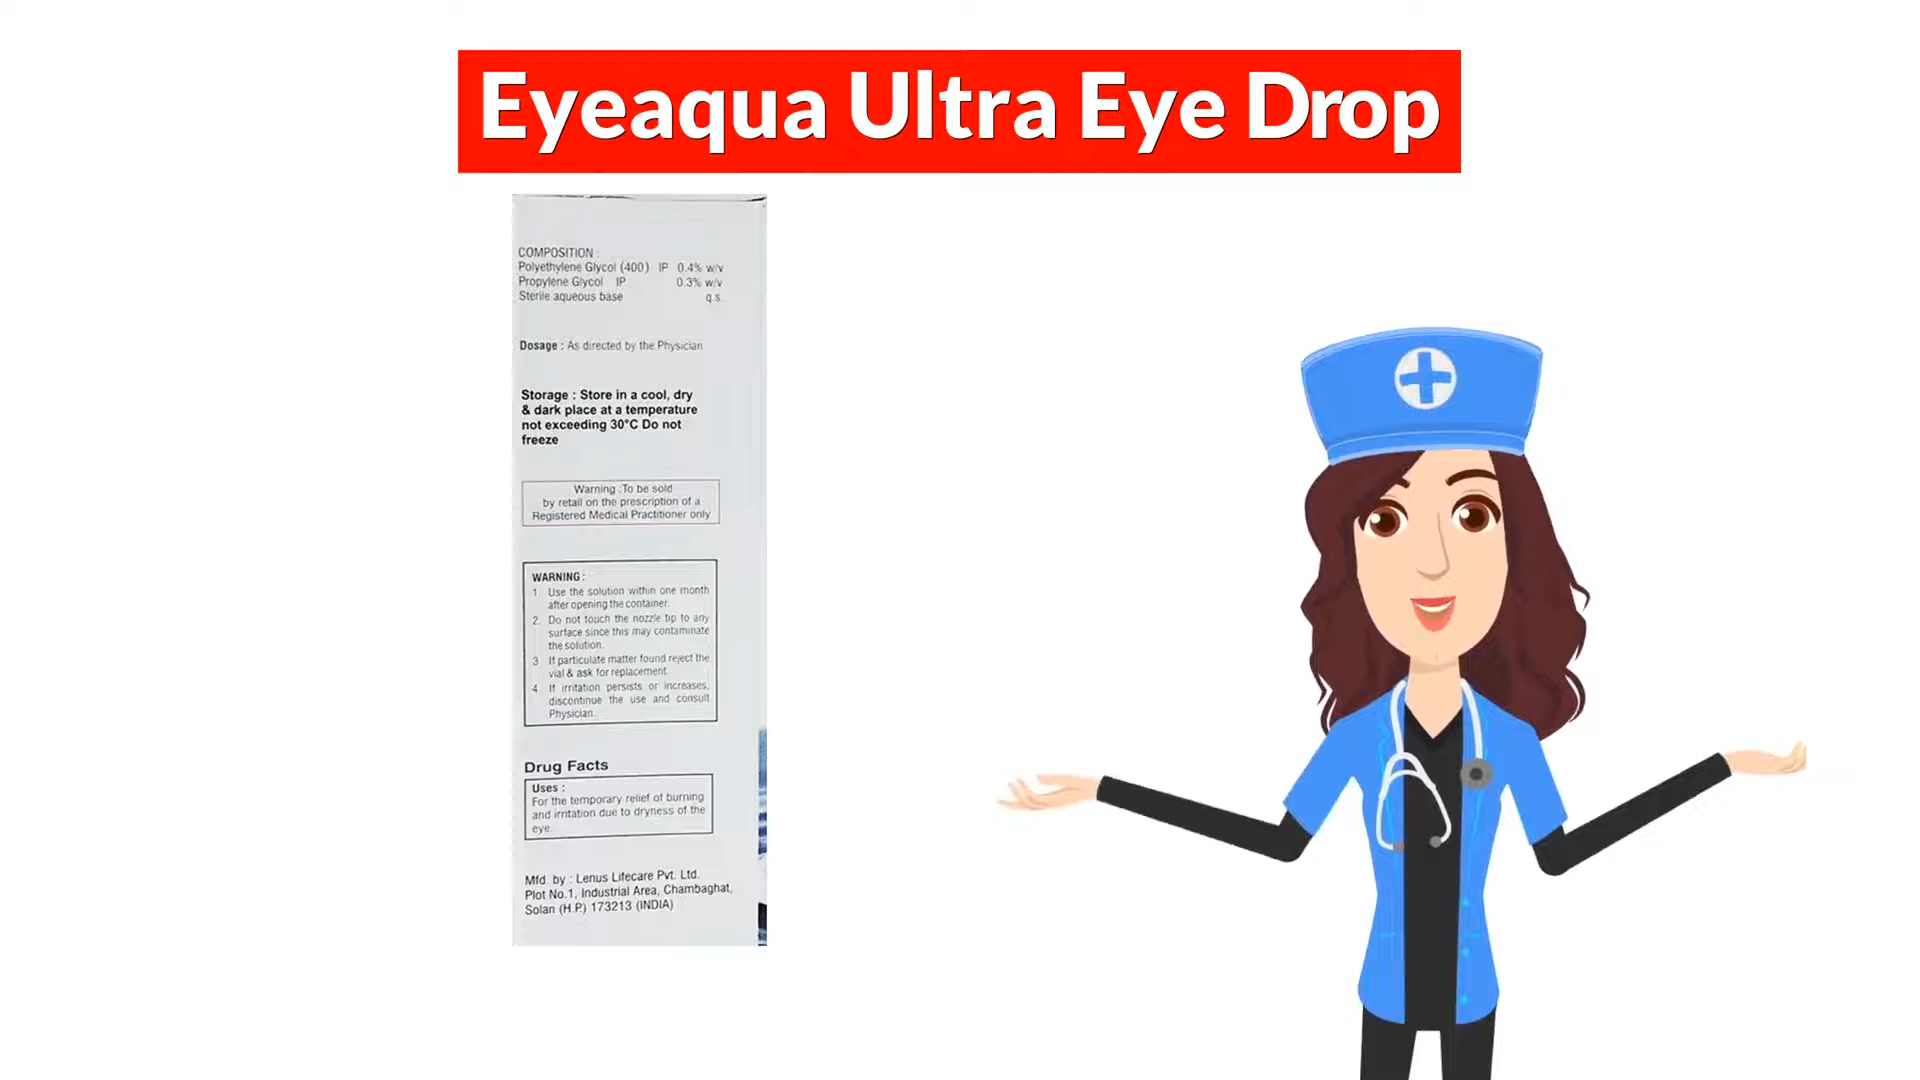 Eyeaqua Ultra Eye Drop
COMPOSITION :
Polyethylene Glycol (400) IP 0.4% w/v
Propylene Glycol IP 0.3% w/v
Sterile aqueous base q.s.
Dosage : As directed by the Physician
Storage : Store in a cool, dry
& dark place at a temperature
not exceeding 30°C Do not
freeze
Warning :To be sold
by retail on the prescription of a
Registered Medical Practitioner only
WARNING :
1. Use the solution within one month
after opening the container.
2. Do not touch the nozzle tip to any
surface since this may contaminate
the solution.
3 If particulate matter found reject the
vial & ask for replacement.
4. If irritation persists or increases,
discontinue the use and consult
Physician.
Drug Facts
Uses :
For the temporary relief of burning
and irritation due to dryness of the
eye.
Mfd. by : Lenus Lifecare Pvt. Ltd.
Plot No.1, Industrial Area, Chambaghat,
Solan (H.P.) 173213 (INDIA)